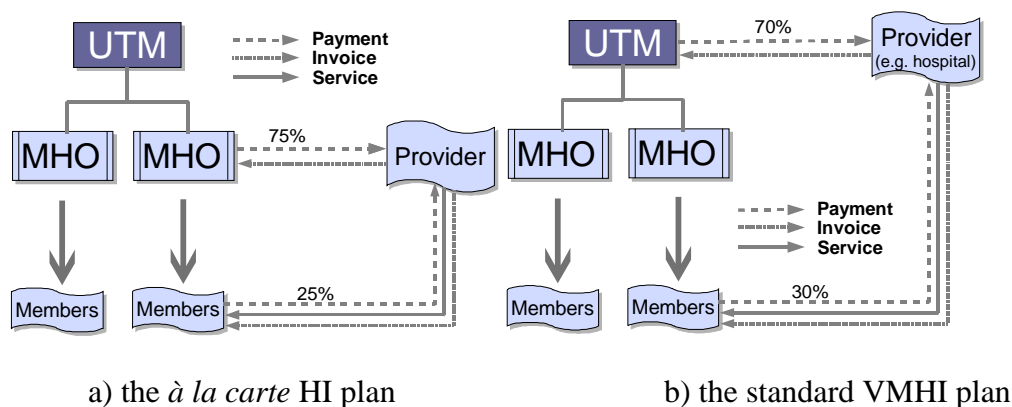 UTM
Payment
Invoice
Service
MHO
MHO
75%
Provider
Members
Members
25%
a) the à la carte HI plan
UTM
70%
Provider
(e.g. hospital)
MHO
MHO
Payment
Invoice
Service
Members
Members
30%
b) the standard VMHI plan